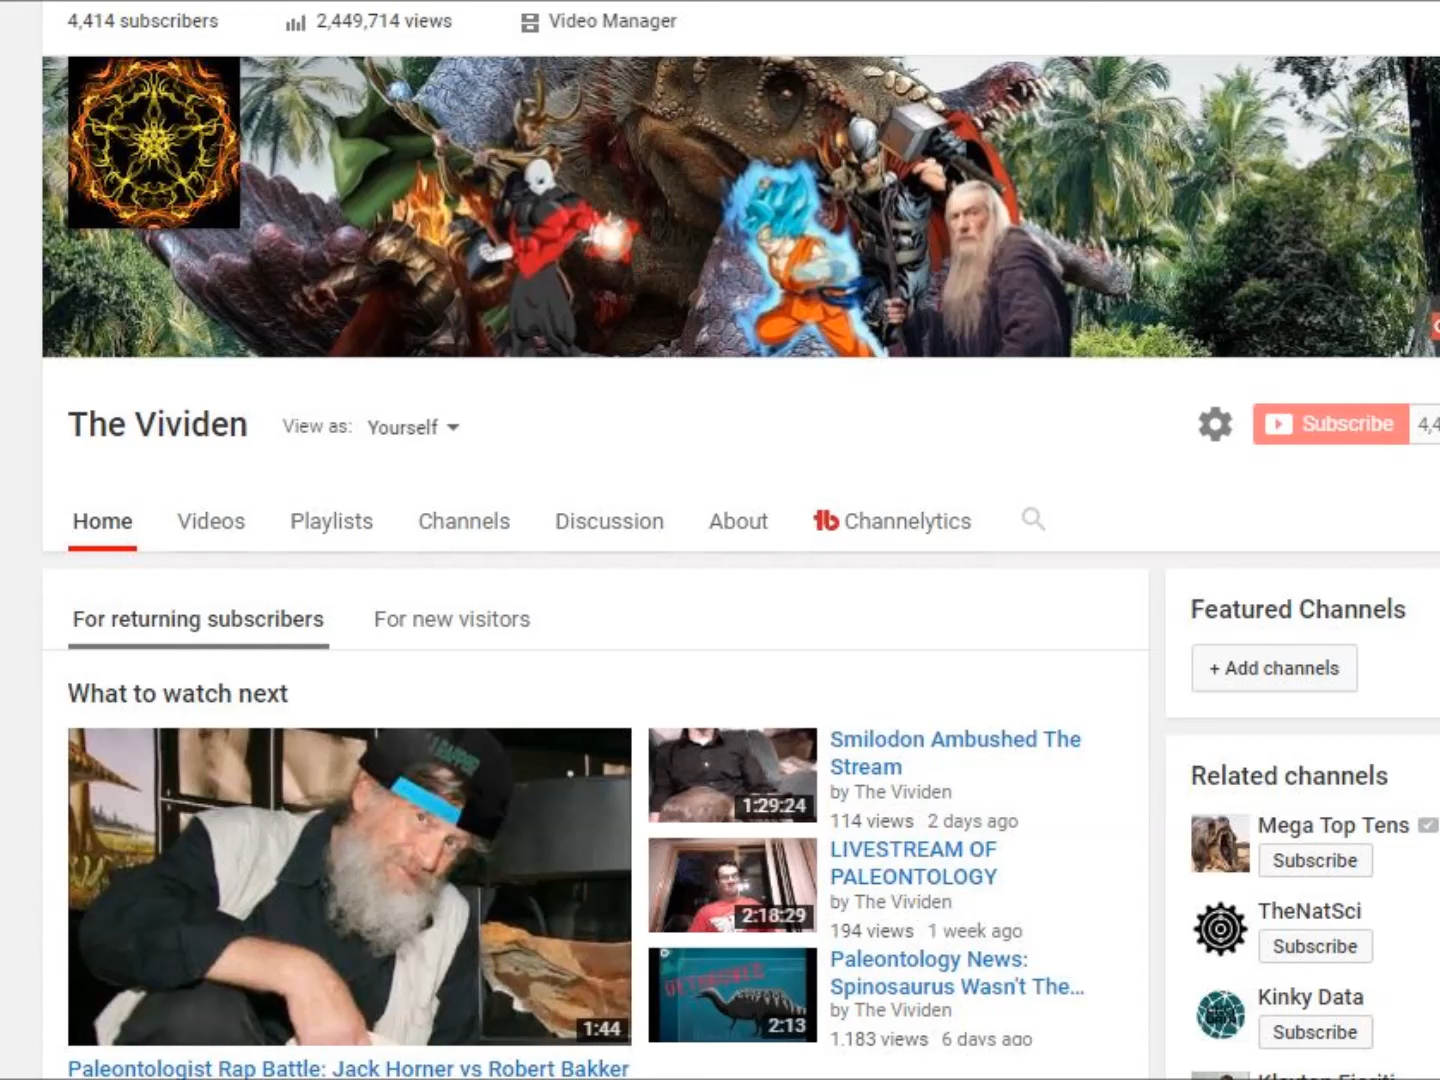 4,414 subscribers 2,449,714 views Video Manager
The Vividen View as: Yourself Subscribe 4,4
Home Videos Playlists Channels Discussion About Channelytics
For returning subscribers For new visitors
What to watch next
1:44
Paleontologist Rap Battle: Jack Horner vs Robert Bakker
1:29:24
Smilodon Ambushed The
Stream
by The Vividen
114 views 2 days ago
2:18:29
LIVESTREAM OF
PALEONTOLOGY
by The Vividen
194 views 1 week ago
2:13
Paleontology News:
Spinosaurus Wasn't The...
by The Vividen
1,183 views 6 days ago
Featured Channels
+ Add channels
Related channels
Mega Top Tens
Subscribe
TheNatSci
Subscribe
Kinky Data
Subscribe